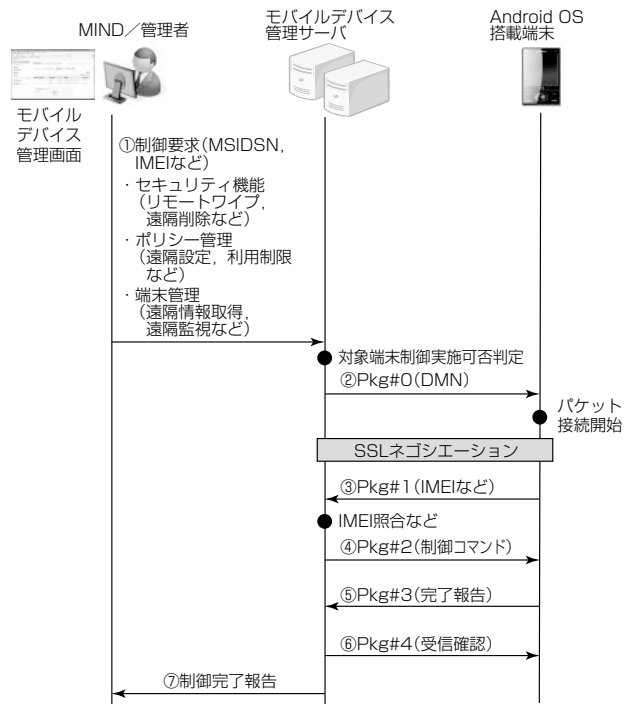 MIND／管理者
モバイルデバイス
管理サーバ
Android OS
搭載端末
モバイル
デバイス
管理画面
①制御要求(MSIDSN,
IMEIなど)
・セキュリティ機能
(リモートワイプ,
遠隔削除など)
・ポリシー管理
(遠隔設定，利用制限
など)
・端末管理
(遠隔情報取得,
遠隔監視など)
対象端末制御実施可否判定
②Pkg#0(DMN)
パケット
接続開始
SSLネゴシエーション
③Pkg#1(IMEIなど)
IMEI照合など
④Pkg#2(制御コマンド)
⑤Pkg#3(完了報告)
⑥Pkg#4(受信確認)
⑦制御完了報告